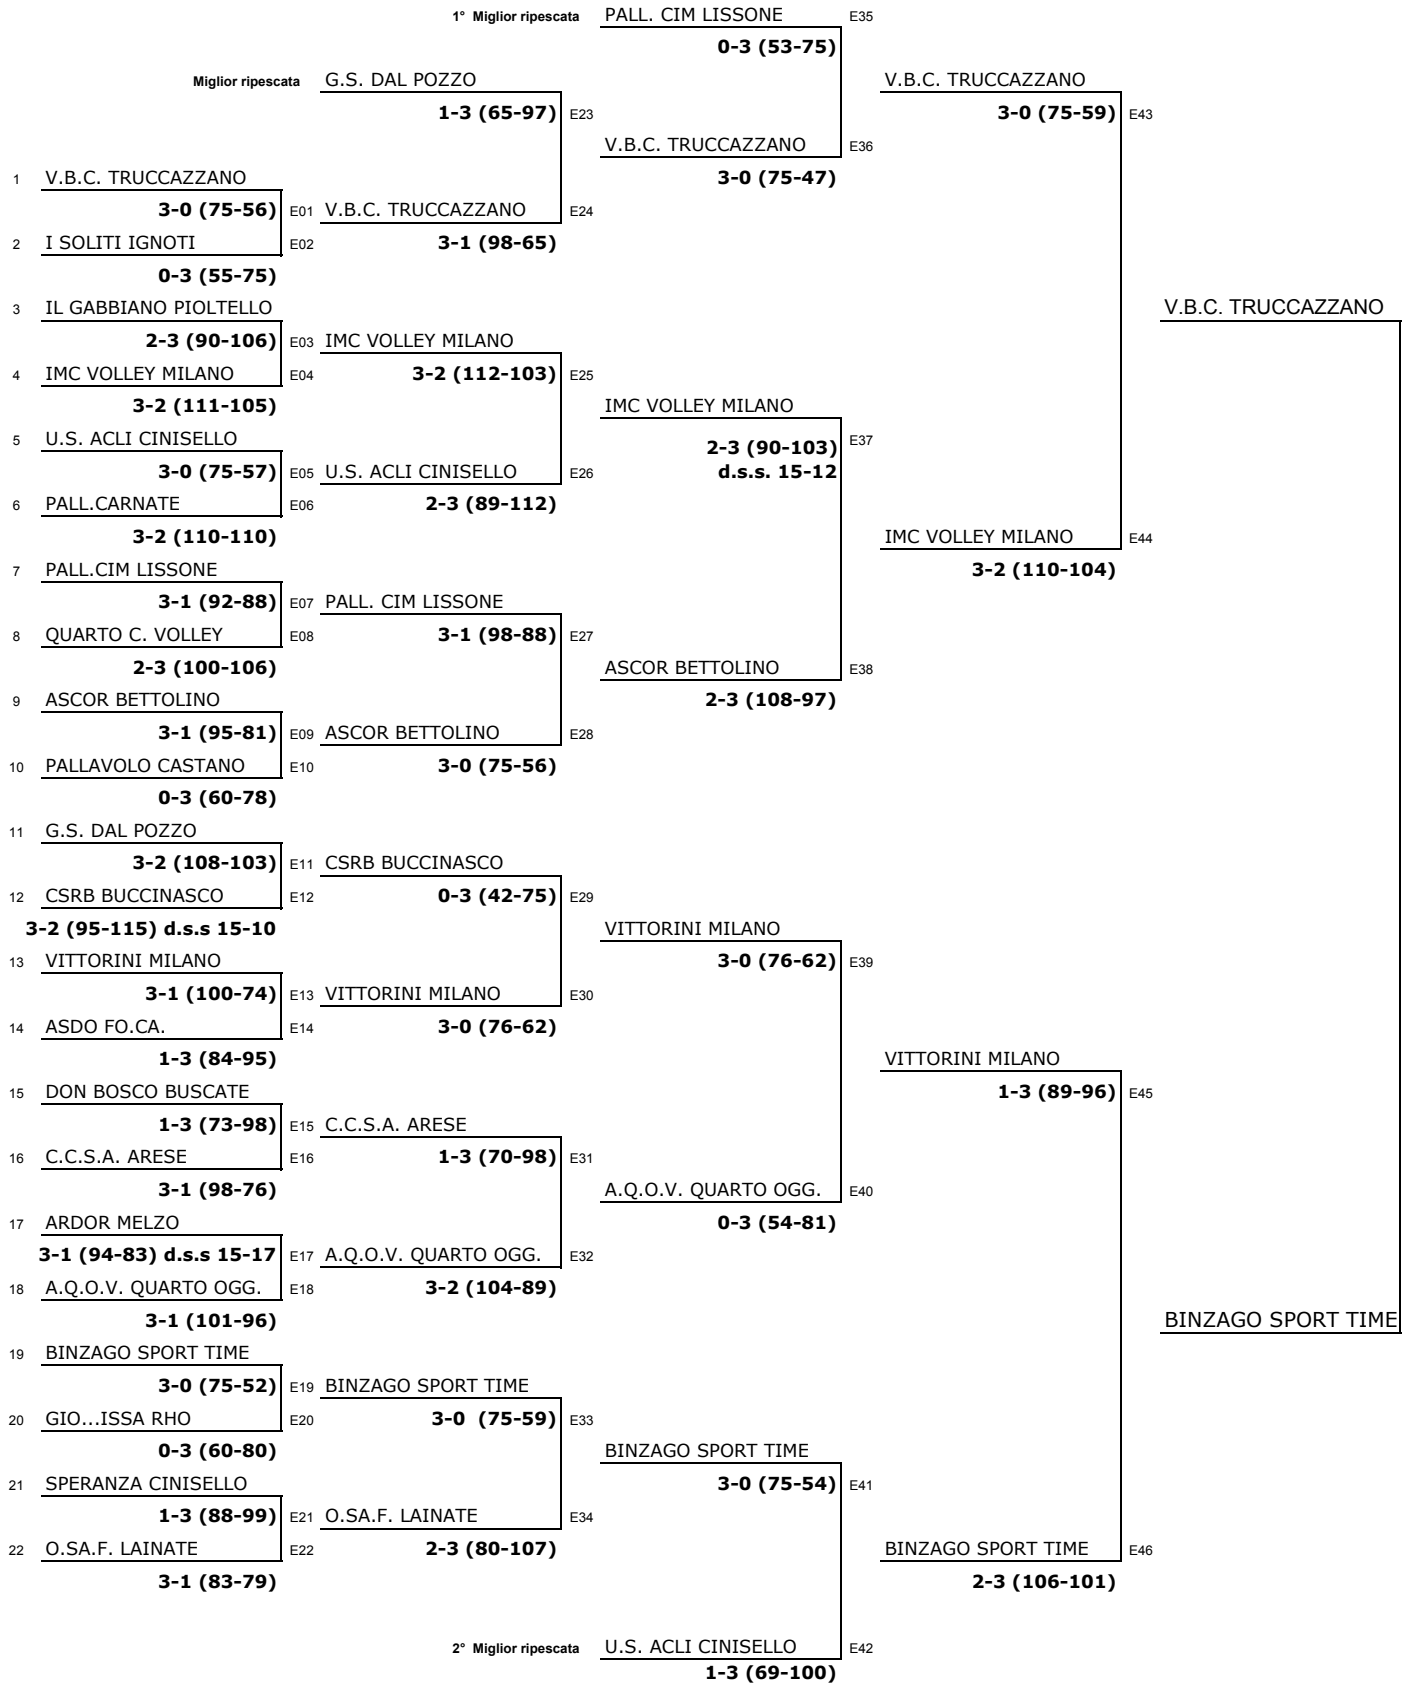 1° Miglior ripescata PALL. CIM LISSONE E35
0-3 (53-75)
Miglior ripescata G.S. DAL POZZO V.B.C. TRUCCAZZANO
1-3 (65-97) E23 3-0 (75-59) E43
V.B.C. TRUCCAZZANO E36
1 V.B.C. TRUCCAZZANO 3-0 (75-47)
3-0 (75-56) E01 V.B.C. TRUCCAZZANO E24
2 I SOLITI IGNOTI E02 3-1 (98-65)
0-3 (55-75)
3 IL GABBIANO PIOLTELLO V.B.C. TRUCCAZZANO
2-3 (90-106) E03 IMC VOLLEY MILANO
4 IMC VOLLEY MILANO E04 3-2 (112-103) E25
3-2 (111-105) IMC VOLLEY MILANO
5 U.S. ACLI CINISELLO 2-3 (90-103) E37
3-0 (75-57) E05 U.S. ACLI CINISELLO E26 d.s.s. 15-12
6 PALL.CARNATE E06 2-3 (89-112)
3-2 (110-110) IMC VOLLEY MILANO E44
7 PALL.CIM LISSONE 3-2 (110-104)
3-1 (92-88) E07 PALL. CIM LISSONE
8 QUARTO C. VOLLEY E08 3-1 (98-88) E27
2-3 (100-106) ASCOR BETTOLINO E38
9 ASCOR BETTOLINO 2-3 (108-97)
3-1 (95-81) E09 ASCOR BETTOLINO E28
10 PALLAVOLO CASTANO E10 3-0 (75-56)
0-3 (60-78)
11 G.S. DAL POZZO
3-2 (108-103) E11 CSRB BUCCINASCO
12 CSRB BUCCINASCO E12 0-3 (42-75) E29
3-2 (95-115) d.s.s 15-10 VITTORINI MILANO
13 VITTORINI MILANO 3-0 (76-62) E39
3-1 (100-74) E13 VITTORINI MILANO E30
14 ASDO FO.CA. E14 3-0 (76-62)
1-3 (84-95) VITTORINI MILANO
15 DON BOSCO BUSCATE 1-3 (89-96) E45
1-3 (73-98) E15 C.C.S.A. ARESE
16 C.C.S.A. ARESE E16 1-3 (70-98) E31
3-1 (98-76) A.Q.O.V. QUARTO OGG. E40
17 ARDOR MELZO 0-3 (54-81)
3-1 (94-83) d.s.s 15-17 E17 A.Q.O.V. QUARTO OGG. E32
18 A.Q.O.V. QUARTO OGG. E18 3-2 (104-89)
3-1 (101-96) BINZAGO SPORT TIME
19 BINZAGO SPORT TIME
3-0 (75-52) E19 BINZAGO SPORT TIME
20 GIO...ISSA RHO E20 3-0 (75-59) E33
0-3 (60-80) BINZAGO SPORT TIME
21 SPERANZA CINISELLO 3-0 (75-54) E41
1-3 (88-99) E21 O.SA.F. LAINATE E34
22 O.SA.F. LAINATE E22 2-3 (80-107) BINZAGO SPORT TIME E46
3-1 (83-79) 2-3 (106-101)
2° Miglior ripescata U.S. ACLI CINISELLO E42
1-3 (69-100)